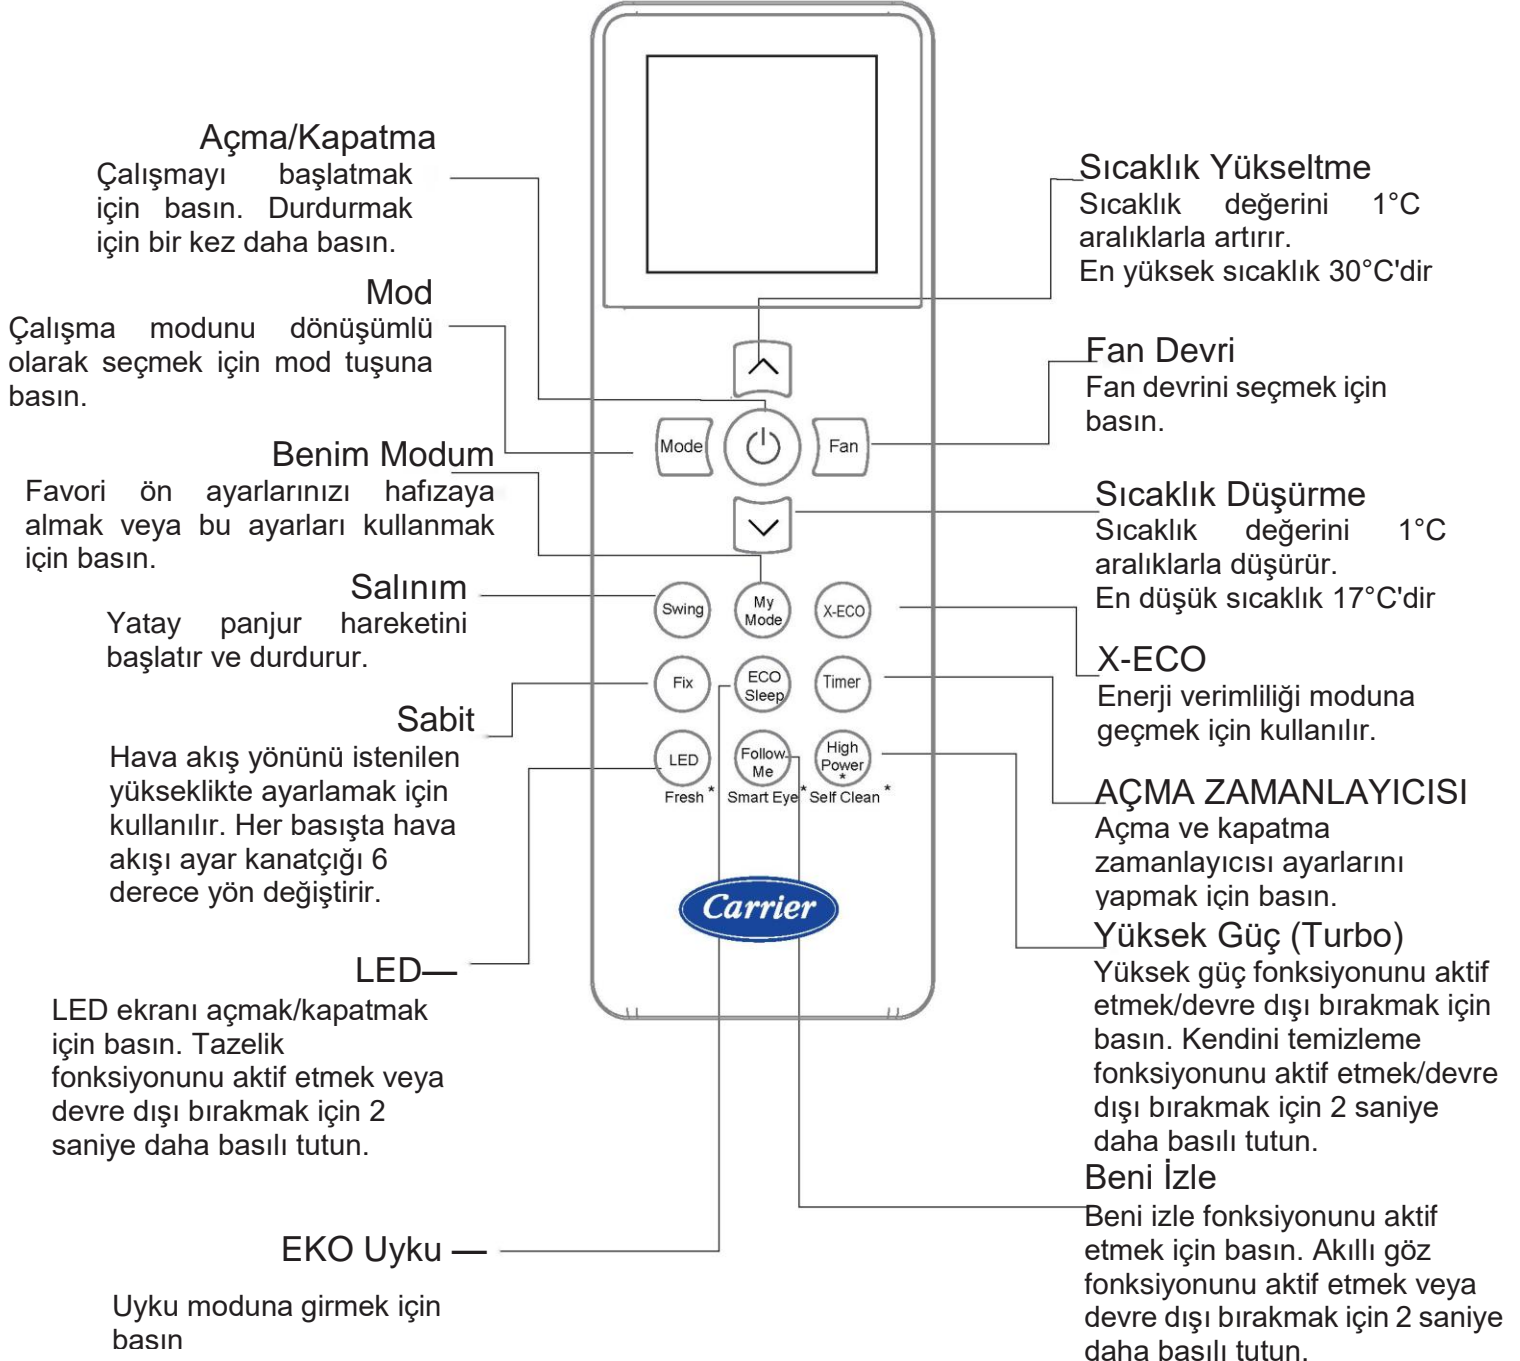 Açma/Kapatma
Çalışmayı başlatmak
için basın. Durdurmak
için bir kez daha basın.
Mod
Çalışma modunu dönüşümlü
olarak seçmek için mod tuşuna
basın.
Benim Modum
Favori ön ayarlarınızı hafızaya
almak veya bu ayarları kullanmak
için basın.
Salınım
Yatay panjur hareketini
başlatır ve durdurur.
Sabit
Hava akış yönünü istenilen
yükseklikte ayarlamak için
kullanılır. Her basışta hava
akışı ayar kanatçığı 6
derece yön değiştirir.
LED—
LED ekranı açmak/kapatmak
için basın. Tazelik
fonksiyonunu aktif etmek veya
devre dışı bırakmak için 2
saniye daha basılı tutun.
EKO Uyku —
Uyku moduna girmek için
basın
Mode
Fan
Swing
My
Mode
X-ECO
Fix
ECO
Sleep
Timer
LED
Follow
Me
High
Power
*
Fresh *
Smart Eye *
Self Clean *
Carrier
Sıcaklık Yükseltme
Sıcaklık değerini 1°C
aralıklarla artırır.
En yüksek sıcaklık 30°C'dir
Fan Devri
Fan devrini seçmek için
basın.
Sıcaklık Düşürme
Sıcaklık değerini 1°C
aralıklarla düşürür.
En düşük sıcaklık 17°C'dir
X-ECO
Enerji verimliliği moduna
geçmek için kullanılır.
AÇMA ZAMANLAYICISI
Açma ve kapatma
zamanlayıcısı ayarlarını
yapmak için basın.
Yüksek Güç (Turbo)
Yüksek güç fonksiyonunu aktif
etmek/devre dışı bırakmak için
basın. Kendini temizleme
fonksiyonunu aktif etmek/devre
dışı bırakmak için 2 saniye
daha basılı tutun.
Beni İzle
Beni izle fonksiyonunu aktif
etmek için basın. Akıllı göz
fonksiyonunu aktif etmek veya
devre dışı bırakmak için 2 saniye
daha basılı tutun.